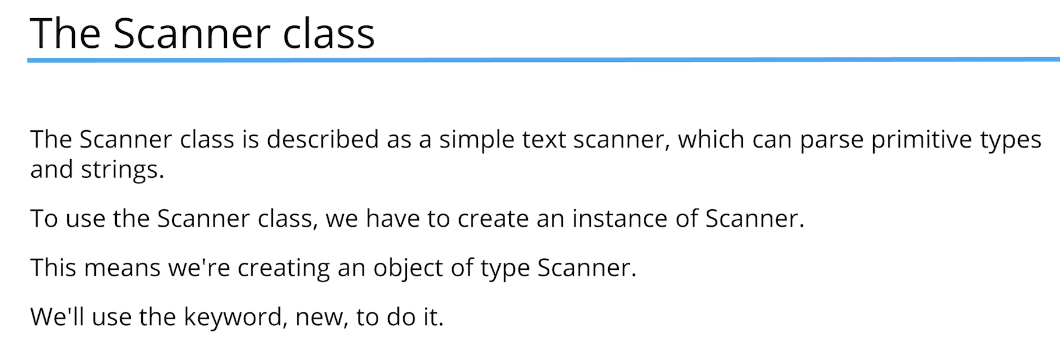 The Scanner class
The Scanner class is described as a simple text scanner, which can parse primitive types
and strings.
To use the Scanner class, we have to create an instance of Scanner.
This means we're creating an object of type Scanner.
We'll use the keyword, new, to do it.